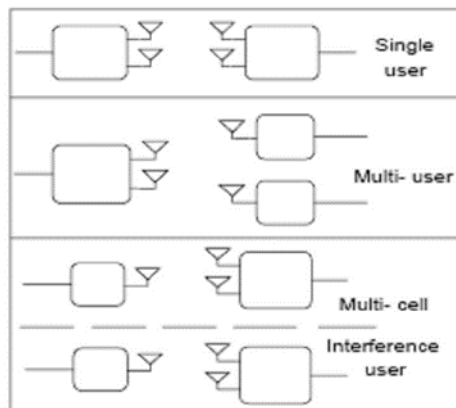 Single
user
Multi- user
Multi- cell
Interference
user